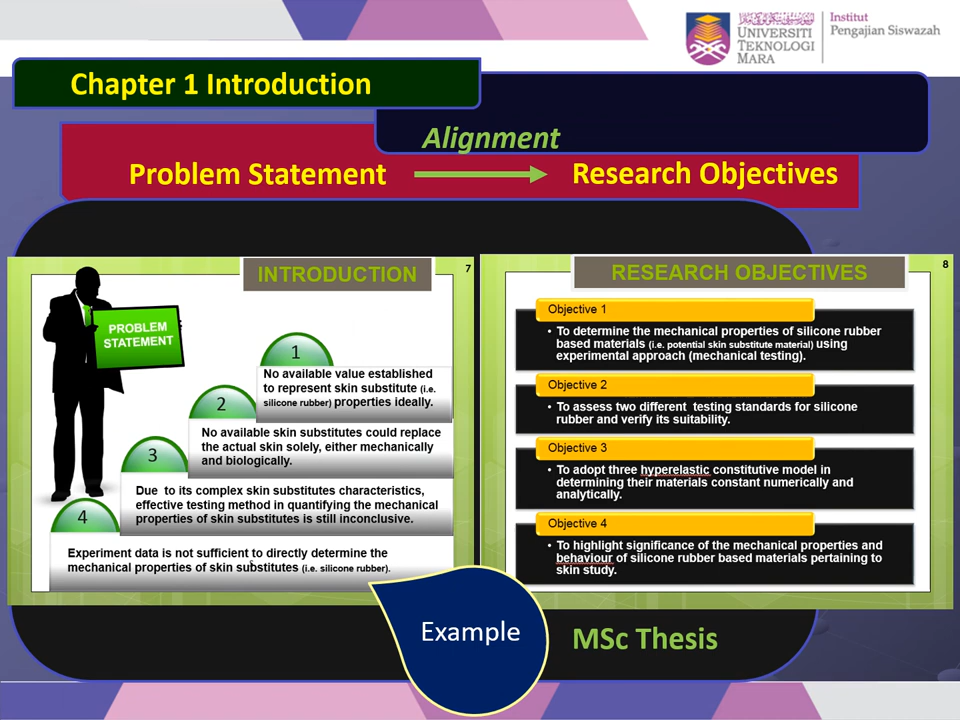 UNIVERSITI
TEKNOLOGI
MARA
Institut
Pengajian Siswazah
Chapter 1 Introduction
Alignment
Problem Statement
Research Objectives
INTRODUCTION
7
PROBLEM
STATEMENT
1
No available value established
to represent skin substitute (i.e.
silicone rubber) properties ideally.
2
No available skin substitutes could replace
the actual skin solely, either mechanically
and biologically.
3
Due to its complex skin substitutes characteristics,
effective testing method in quantifying the mechanical
properties of skin substitutes is still inconclusive.
4
Experiment data is not sufficient to directly determine the
mechanical properties of skin substitutes (i.e. silicone rubber).
RESEARCH OBJECTIVES
8
Objective 1
• To determine the mechanical properties of silicone rubber
based materials (i.e. potential skin substitute material) using
experimental approach (mechanical testing).
Objective 2
• To assess two different testing standards for silicone
rubber and verify its suitability.
Objective 3
• To adopt three hyperelastic constitutive model in
determining their materials constant numerically and
analytically.
Objective 4
• To highlight significance of the mechanical properties and
behaviour of silicone rubber based materials pertaining to
skin study.
Example
MSc Thesis